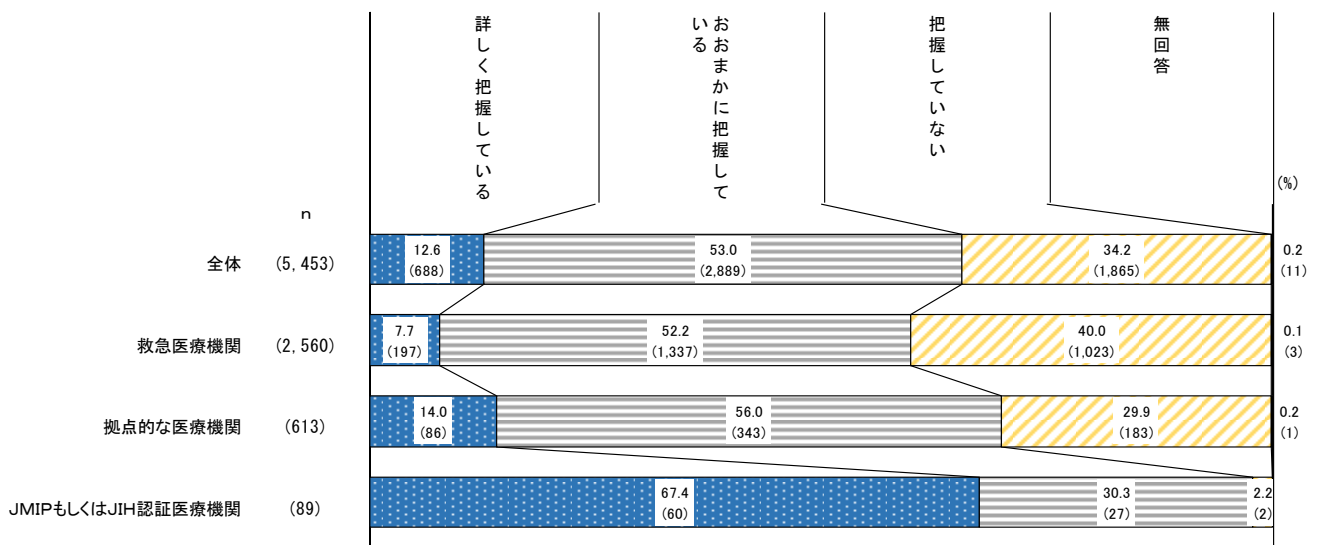 詳しく把握している
おおまかに把握して
いる
把握していない
無回答
(%)
n
全体 (5,453) 12.6 53.0 34.2 0.2
(688) (2,889) (1,865) (11)
救急医療機関 (2,560) 7.7 52.2 40.0 0.1
(197) (1,337) (1,023) (3)
拠点的な医療機関 (613) 14.0 56.0 29.9 0.2
(86) (343) (183) (1)
JMIPもしくはJIH認証医療機関 (89) 67.4 30.3 2.2
(60) (27) (2)